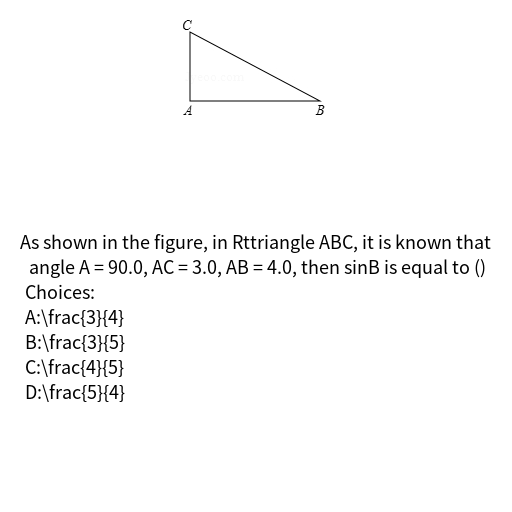 C
A
B
As shown in the figure, in Rttriangle ABC, it is known that
angle A = 90.0, AC = 3.0, AB = 4.0, then sinB is equal to ()
Choices:
A:\frac{3}{4}
B:\frac{3}{5}
C:\frac{4}{5}
D:\frac{5}{4}